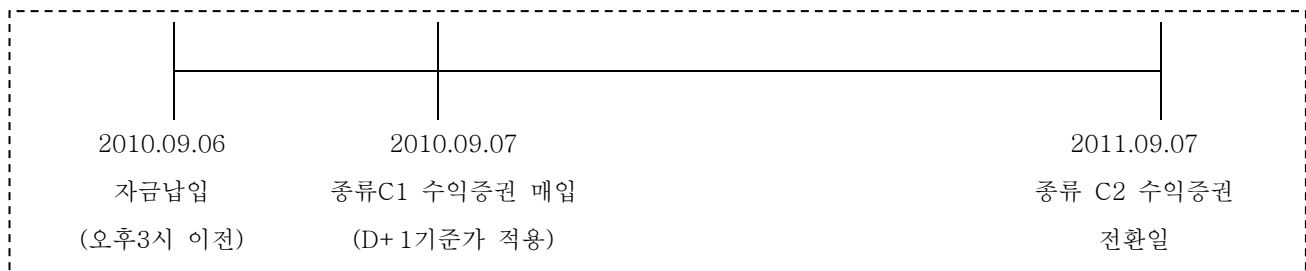 2010.09.06 2010.09.07 2011.09.07
자금납입 종류C1 수익증권 매입 종류 C2 수익증권
(오후3시 이전) (D+1기준가 적용) 전환일